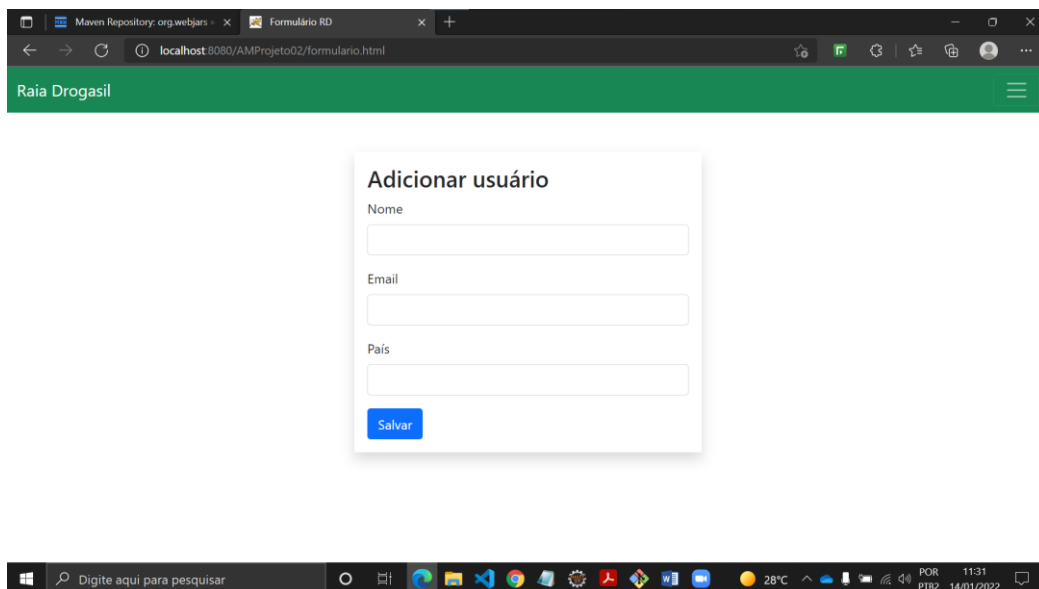 Maven Repository: org.webjars »
Formulário RD
localhost:8080/AMProjeto02/formulario.html
Raia Drogasil
Adicionar usuário
Nome
Email
País
Salvar
Digite aqui para pesquisar
28°C
POR
PTB2
11:31
14/01/2022